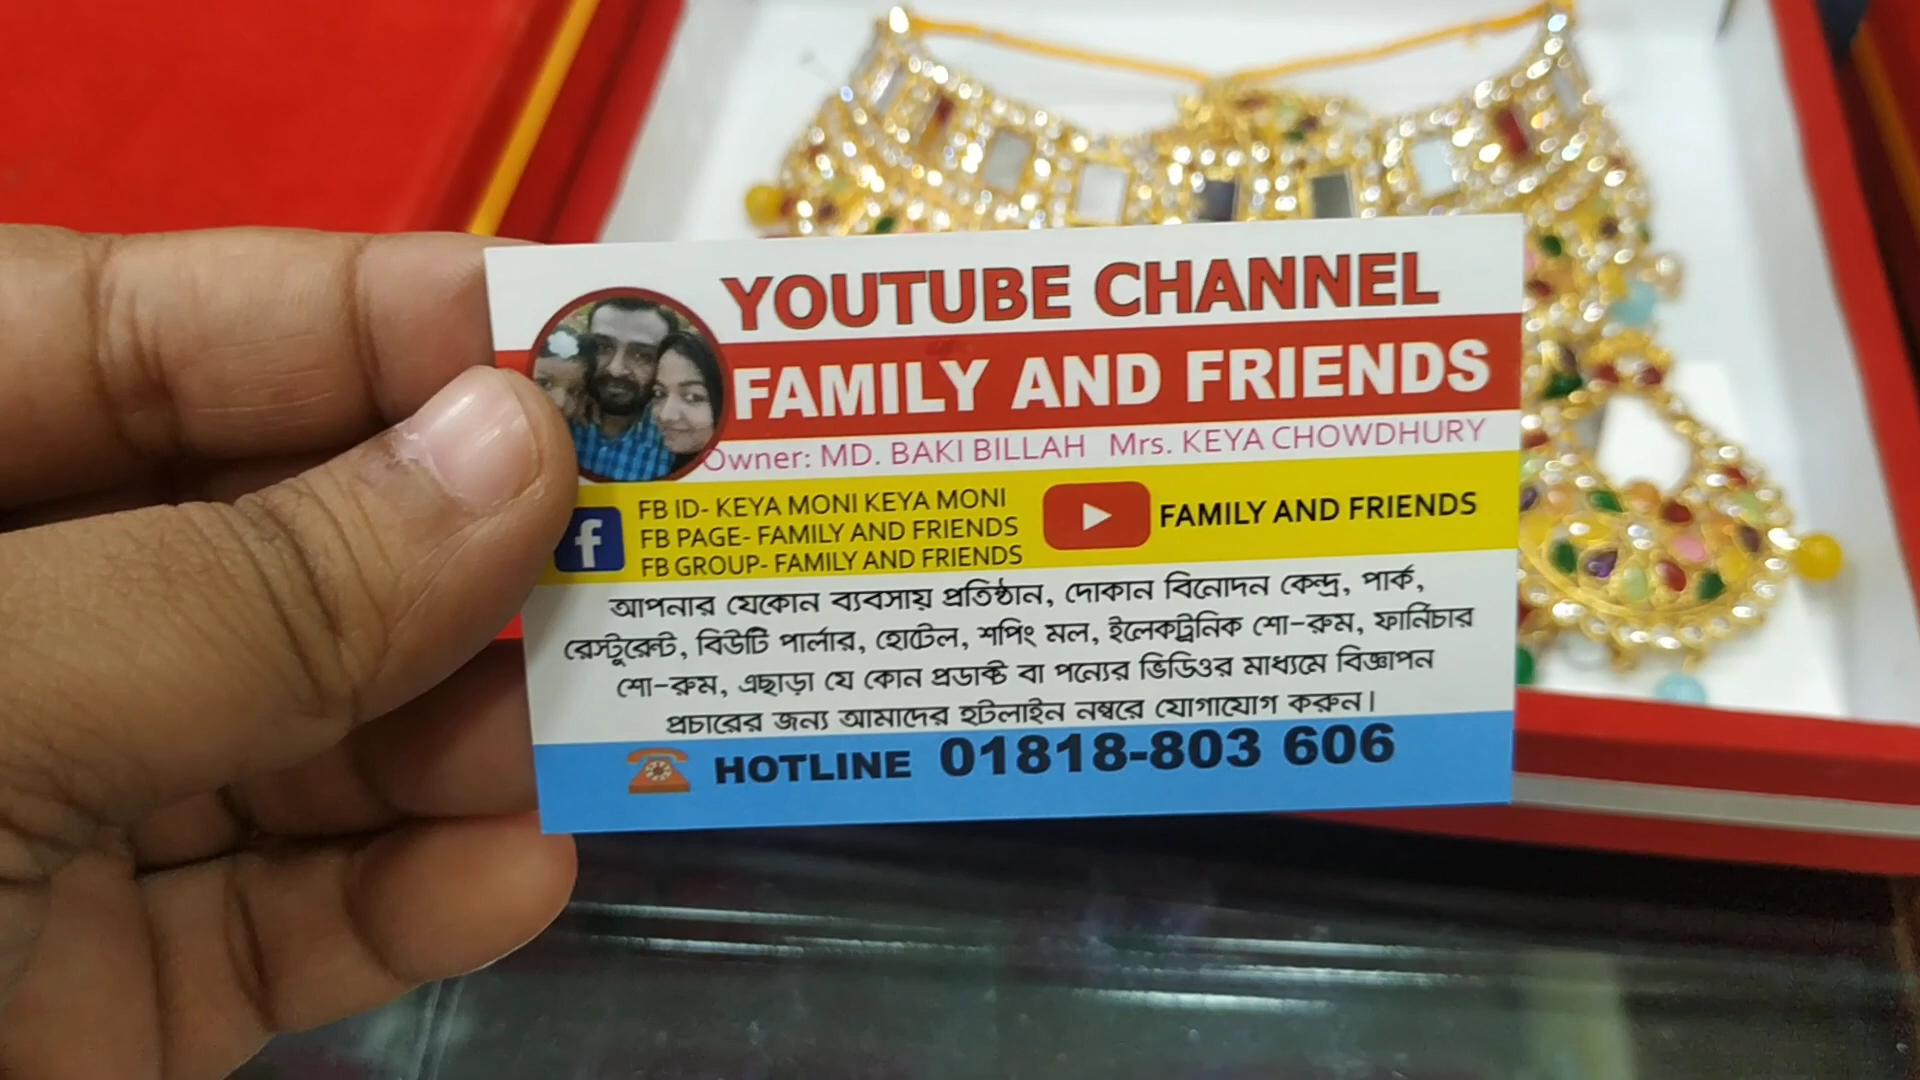 YOUTUBE CHANNEL
FAMILY AND FRIENDS
Owner: MD. BAKI BILLAH Mrs. KEYA CHOWDHURY
FB ID- KEYA MONI KEYA MONI
FB PAGE- FAMILY AND FRIENDS
FB GROUP- FAMILY AND FRIENDS
FAMILY AND FRIENDS
আপনার যেকোন ব্যবসায় প্রতিষ্ঠান, দোকান বিনোদন কেন্দ্র, পার্ক,
রেস্টুরেন্ট, বিউটি পার্লার, হোটেল, শপিং মল, ইলেকট্রনিক শো-রুম, ফার্নিচার
শো-রুম, এছাড়া যে কোন প্রডাক্ট বা পন্যের ভিডিওর মাধ্যমে বিজ্ঞাপন
প্রচারের জন্য আমাদের হটলাইন নম্বরে যোগাযোগ করুন।
HOTLINE 01818-803 606